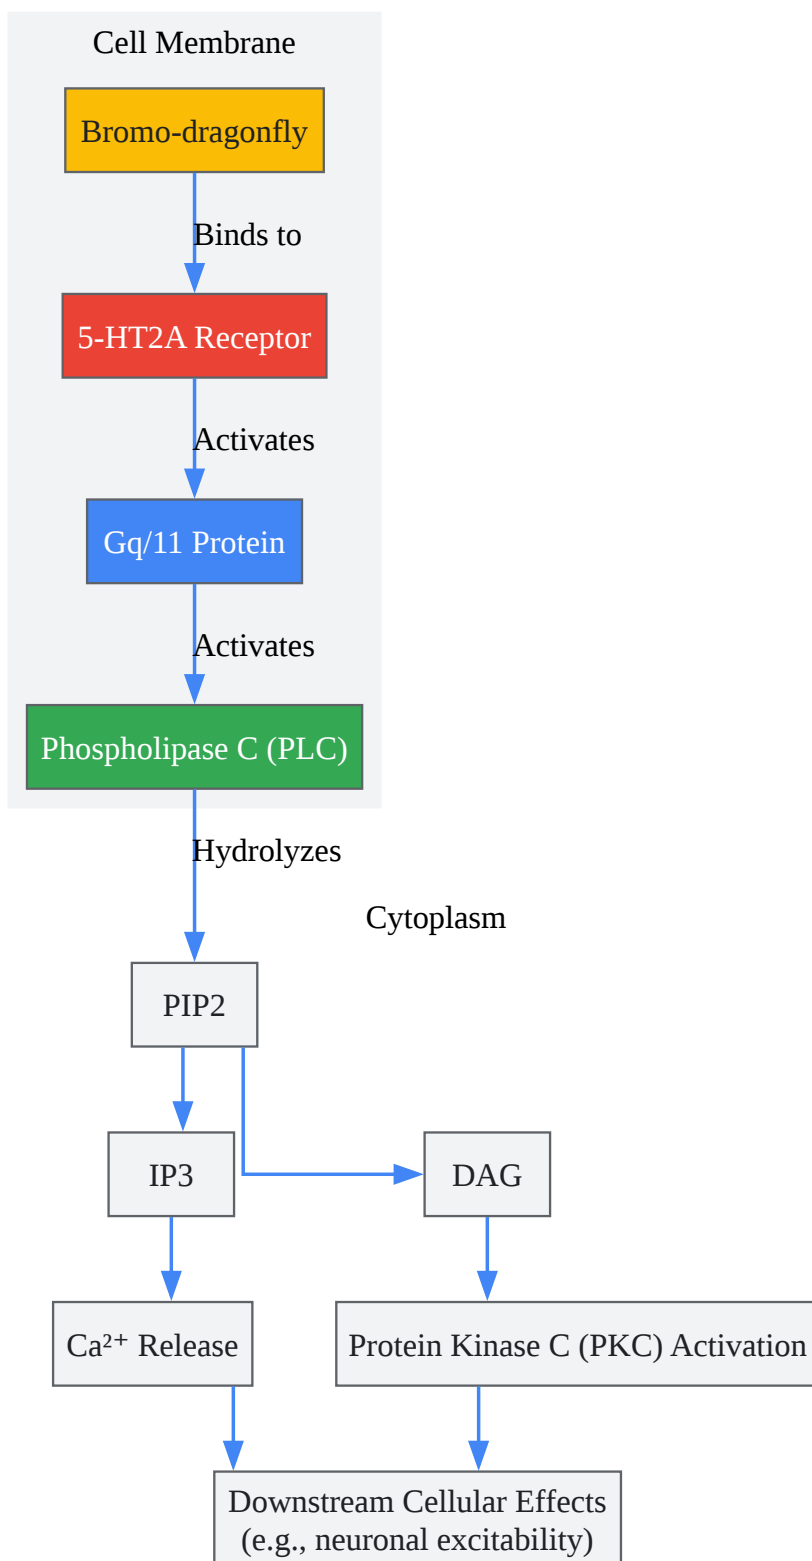 Cell Membrane
Bromo-dragonfly
Binds to
5-HT2A Receptor
Activates
Gq/11 Protein
Activates
Phospholipase C (PLC)
Hydrolyzes
Cytoplasm
PIP2
IP3
DAG
Ca²⁺ Release
Protein Kinase C (PKC) Activation
Downstream Cellular Effects
(e.g., neuronal excitability)